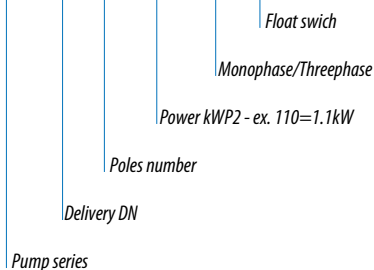 Float swich
Monophase/Threephase
Power kWP2 - ex. 110=1.1kW
Poles number
Delivery DN
Pump series